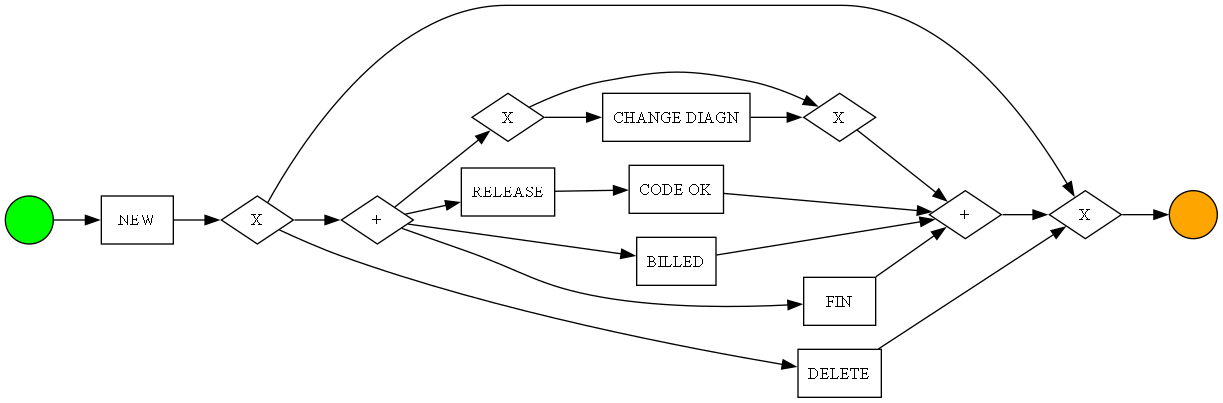 NEW
X
+
X
CHANGE DIAGN
X
RELEASE
CODE OK
BILLED
FIN
DELETE
+
X